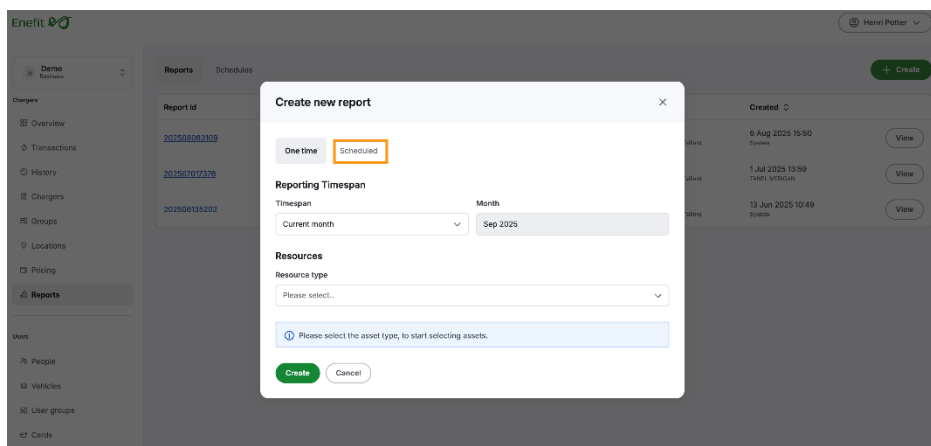 Enefit
Henri Potter
Demo
Business
Reports Schedules
+ Create
Chargers
Overview
Transactions
History
Chargers
Groups
Locations
Pricing
Reports
Users
People
Vehicles
User groups
Cards
Report Id
Created
202508063109
6 Aug 2025 15:50
System
View
202507017376
1 Jul 2025 13:59
View
202506135202
13 Jun 2025 10:49
System
View
Create new report
One time Scheduled
Reporting Timespan
Timespan Month
Current month Sep 2025
Resources
Resource type
Please select..
Please select the asset type, to start selecting assets.
Create Cancel